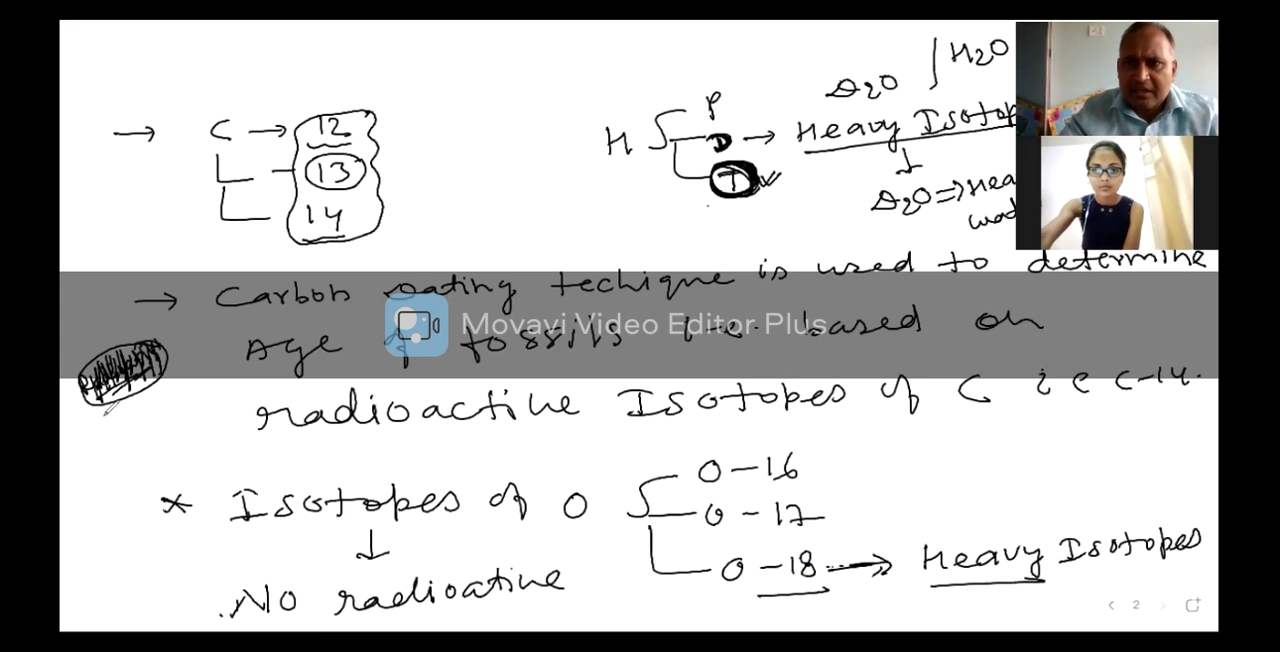 D2O / H2O
→ C → 12
13
14
H P
D → Heavy Isotop
T
D2O => Hea
wat
→ Carbon dating techique is used to determine
Age of fossils i.e. based on
radioactive Isotopes of C i e C-14.
Movavi Video Editor Plus
* Isotopes of O O-16
O-17
O-18 → Heavy Isotopes
No radioative
< 2 >